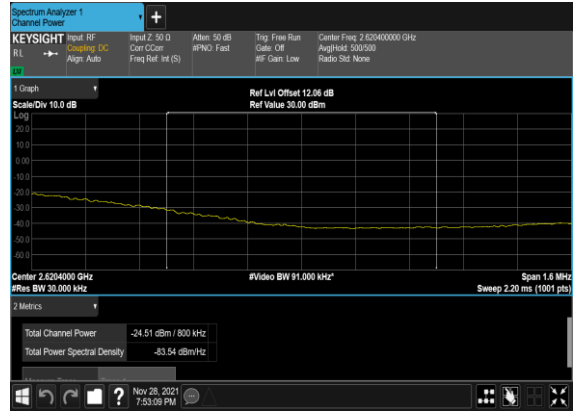 Spectrum Analyzer 1
Channel Power
KEYSIGHT
RL
Input: RF
Coupling: DC
Align: Auto
Input Z: 50 Ω
Corr CCorr
Freq Ref: Int (S)
Atten: 50 dB
#PNO: Fast
Trig: Free Run
Gate: Off
#IF Gain: Low
Center Freq: 2.620400000 GHz
Avg|Hold: 500/500
Radio Std: None
LW
1 Graph
Scale/Div 10.0 dB
Ref Lvl Offset 12.06 dB
Ref Value 30.00 dBm
Log
20.0
10.0
0.00
-10.0
-20.0
-30.0
-40.0
-50.0
-60.0
Center 2.6204000 GHz
#Res BW 30.000 kHz
#Video BW 91.000 kHz*
Span 1.6 MHz
Sweep 2.20 ms (1001 pts)
2 Metrics
Total Channel Power -24.51 dBm / 800 kHz
Total Power Spectral Density -83.54 dBm/Hz
?
Nov 28, 2021
7:53:09 PM